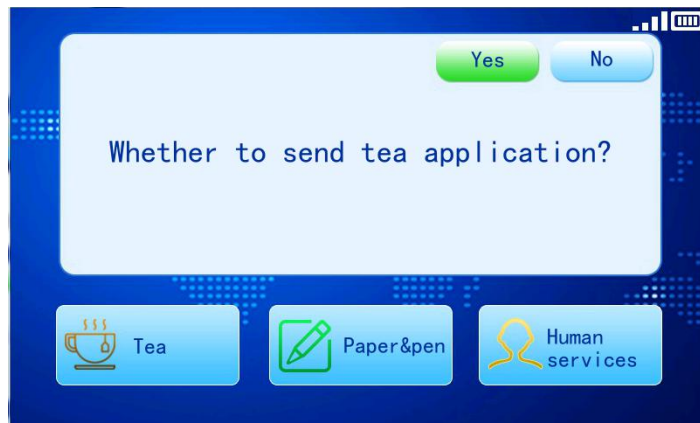 Yes No
Whether to send tea application?
Tea
Paper&pen
Human
services